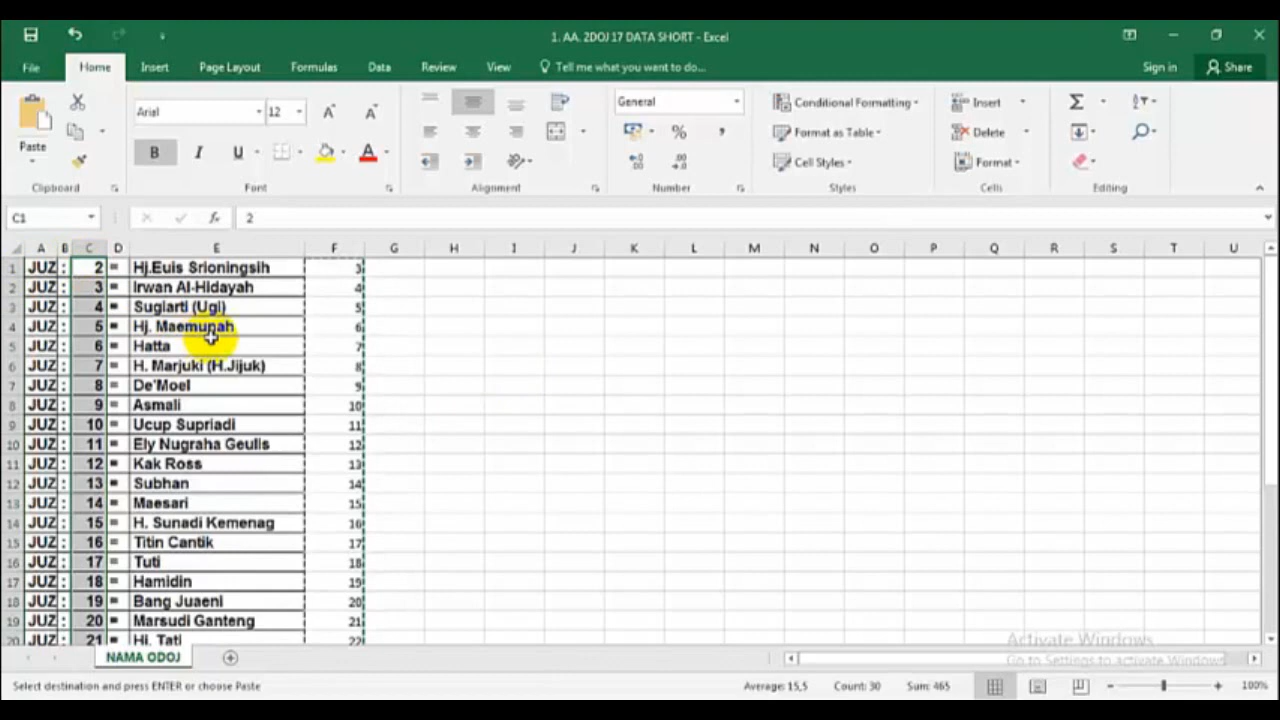 1. AA. 2DOJ 17 DATA SHORT - Excel
File Home Insert Page Layout Formulas Data Review View Tell me what you want to do... Sign in Share
Arial 12 General Conditional Formatting Insert
Paste Format as Table Delete
B I U A % , Cell Styles Format
Clipboard Font Alignment Number Styles Cells Editing
C1 fx 2
A B C D E F G H I J K L M N O P Q R S T U
1 JUZ : 2 = Hj.Euis Srioningsih 3
2 JUZ : 3 = Irwan Al-Hidayah 4
3 JUZ : 4 = Sugiarti (Ugi) 5
4 JUZ : 5 = Hj. Maemunah 6
5 JUZ : 6 = Hatta 7
6 JUZ : 7 = H. Marjuki (H.Jijuk) 8
7 JUZ : 8 = De'Moel 9
8 JUZ : 9 = Asmali 10
9 JUZ : 10 = Ucup Supriadi 11
10 JUZ : 11 = Ely Nugraha Geulis 12
11 JUZ : 12 = Kak Ross 13
12 JUZ : 13 = Subhan 14
13 JUZ : 14 = Maesari 15
14 JUZ : 15 = H. Sunadi Kemenag 16
15 JUZ : 16 = Titin Cantik 17
16 JUZ : 17 = Tuti 18
17 JUZ : 18 = Hamidin 19
18 JUZ : 19 = Bang Juaeni 20
19 JUZ : 20 = Marsudi Ganteng 21
20 JUZ : 21 = Hj. Tati 22
Activate Windows
Go to Settings to activate Windows.
NAMA ODOJ
Select destination and press ENTER or choose Paste Average: 15,5 Count: 30 Sum: 465 100%